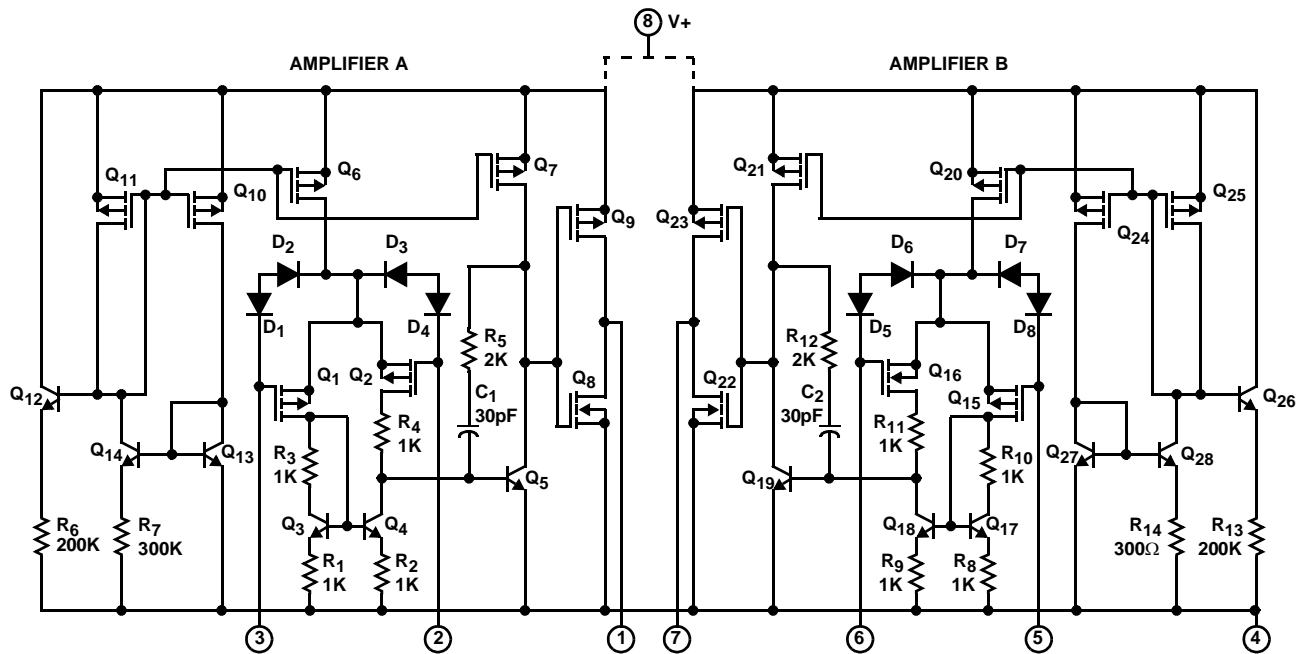 8 V+
AMPLIFIER A AMPLIFIER B
Q11 Q10 Q6 Q7 Q21 Q20 Q25
Q9 Q23 Q24
D2 D3 D6 D7
D1 D4 D5 D8
R5
2K
R12
2K
Q12 Q1 Q2 C1
30pF
Q8 Q22 C2
30pF
Q16 Q15 Q26
R4
1K
R11
1K
Q14 Q13 R3
1K
Q5 Q19 R10
1K
Q27 Q28
Q3 Q4 Q18 Q17
R6
200K
R7
300K
R14
300Ω
R13
200K
R1
1K
R2
1K
R9
1K
R8
1K
3 2 1 7 6 5 4